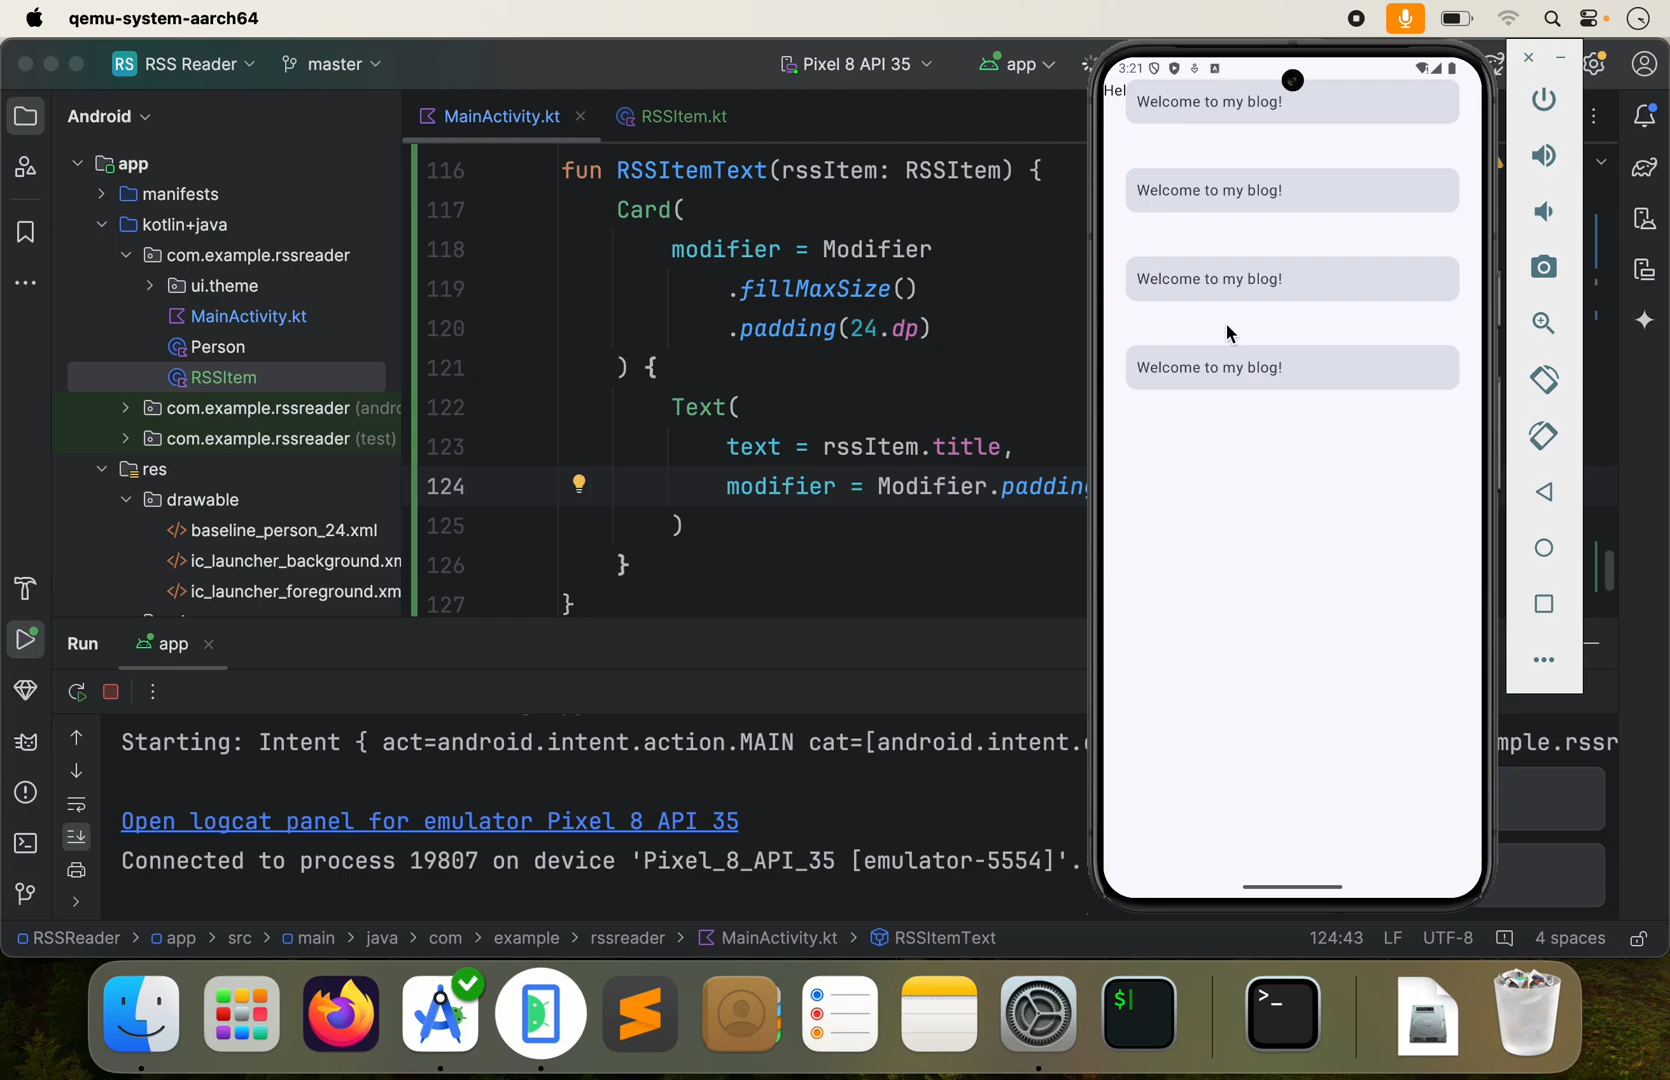 qemu-system-aarch64
RS RSS Reader
master
Pixel 8 API 35
app
Android
MainActivity.kt
RSSItem.kt
app
manifests
kotlin+java
com.example.rssreader
ui.theme
MainActivity.kt
Person
RSSItem
com.example.rssreader (andro
com.example.rssreader (test)
res
drawable
baseline_person_24.xml
ic_launcher_background.xm
ic_launcher_foreground.xm
116 fun RSSItemText(rssItem: RSSItem) {
117 Card(
118 modifier = Modifier
119 .fillMaxSize()
120 .padding(24.dp)
121 ) {
122 Text(
123 text = rssItem.title,
124 modifier = Modifier.padding
125 )
126 }
127 }
3:21
Hel
Welcome to my blog!
Welcome to my blog!
Welcome to my blog!
Welcome to my blog!
Run
app
Starting: Intent { act=android.intent.action.MAIN cat=[android.intent.
mple.rssr
Open logcat panel for emulator Pixel 8 API 35
Connected to process 19807 on device 'Pixel_8_API_35 [emulator-5554]'.
RSSReader > app > src > main > java > com > example > rssreader > MainActivity.kt > RSSItemText
124:43 LF UTF-8 4 spaces